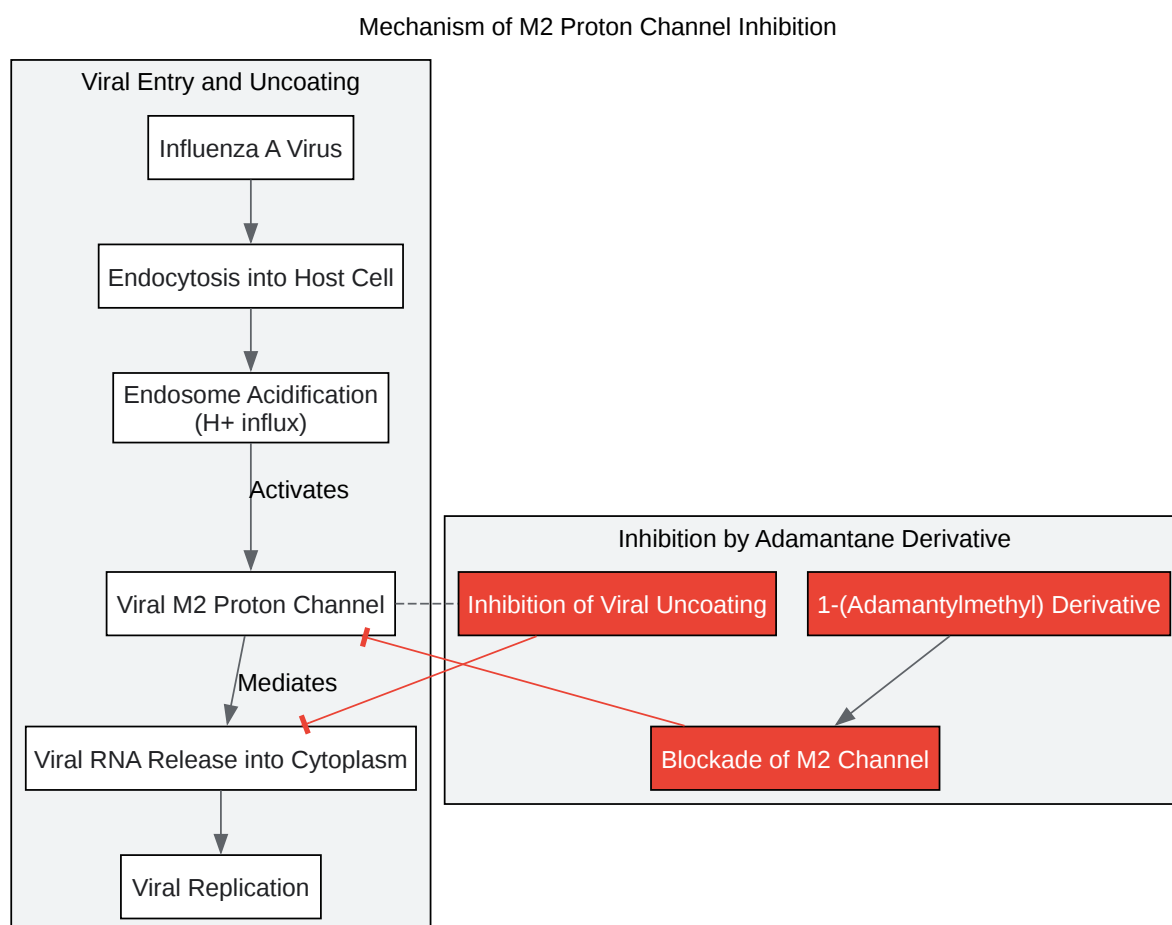 Mechanism of M2 Proton Channel Inhibition
Viral Entry and Uncoating
Influenza A Virus
Endocytosis into Host Cell
Endosome Acidification
(H+ influx)
Activates
Viral M2 Proton Channel
Mediates
Viral RNA Release into Cytoplasm
Viral Replication
Inhibition by Adamantane Derivative
Inhibition of Viral Uncoating
1-(Adamantylmethyl) Derivative
Blockade of M2 Channel